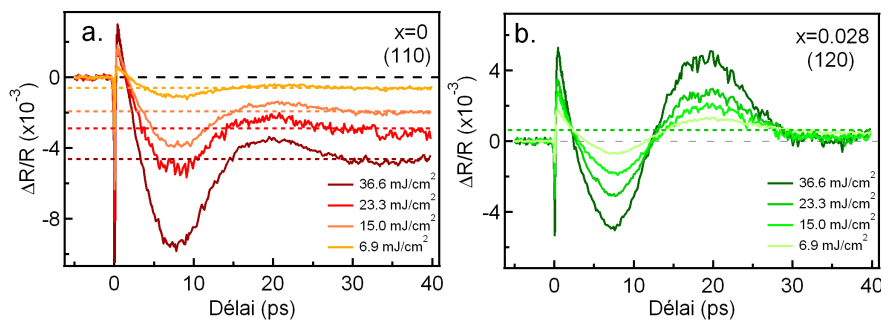 a.
x=0
(110)
ΔR/R (x10⁻³)
0
-4
-8
36.6 mJ/cm²
23.3 mJ/cm²
15.0 mJ/cm²
6.9 mJ/cm²
0 10 20 30 40
Délai (ps)
b.
x=0.028
(120)
ΔR/R (x10⁻³)
4
0
-4
36.6 mJ/cm²
23.3 mJ/cm²
15.0 mJ/cm²
6.9 mJ/cm²
0 10 20 30 40
Délai (ps)